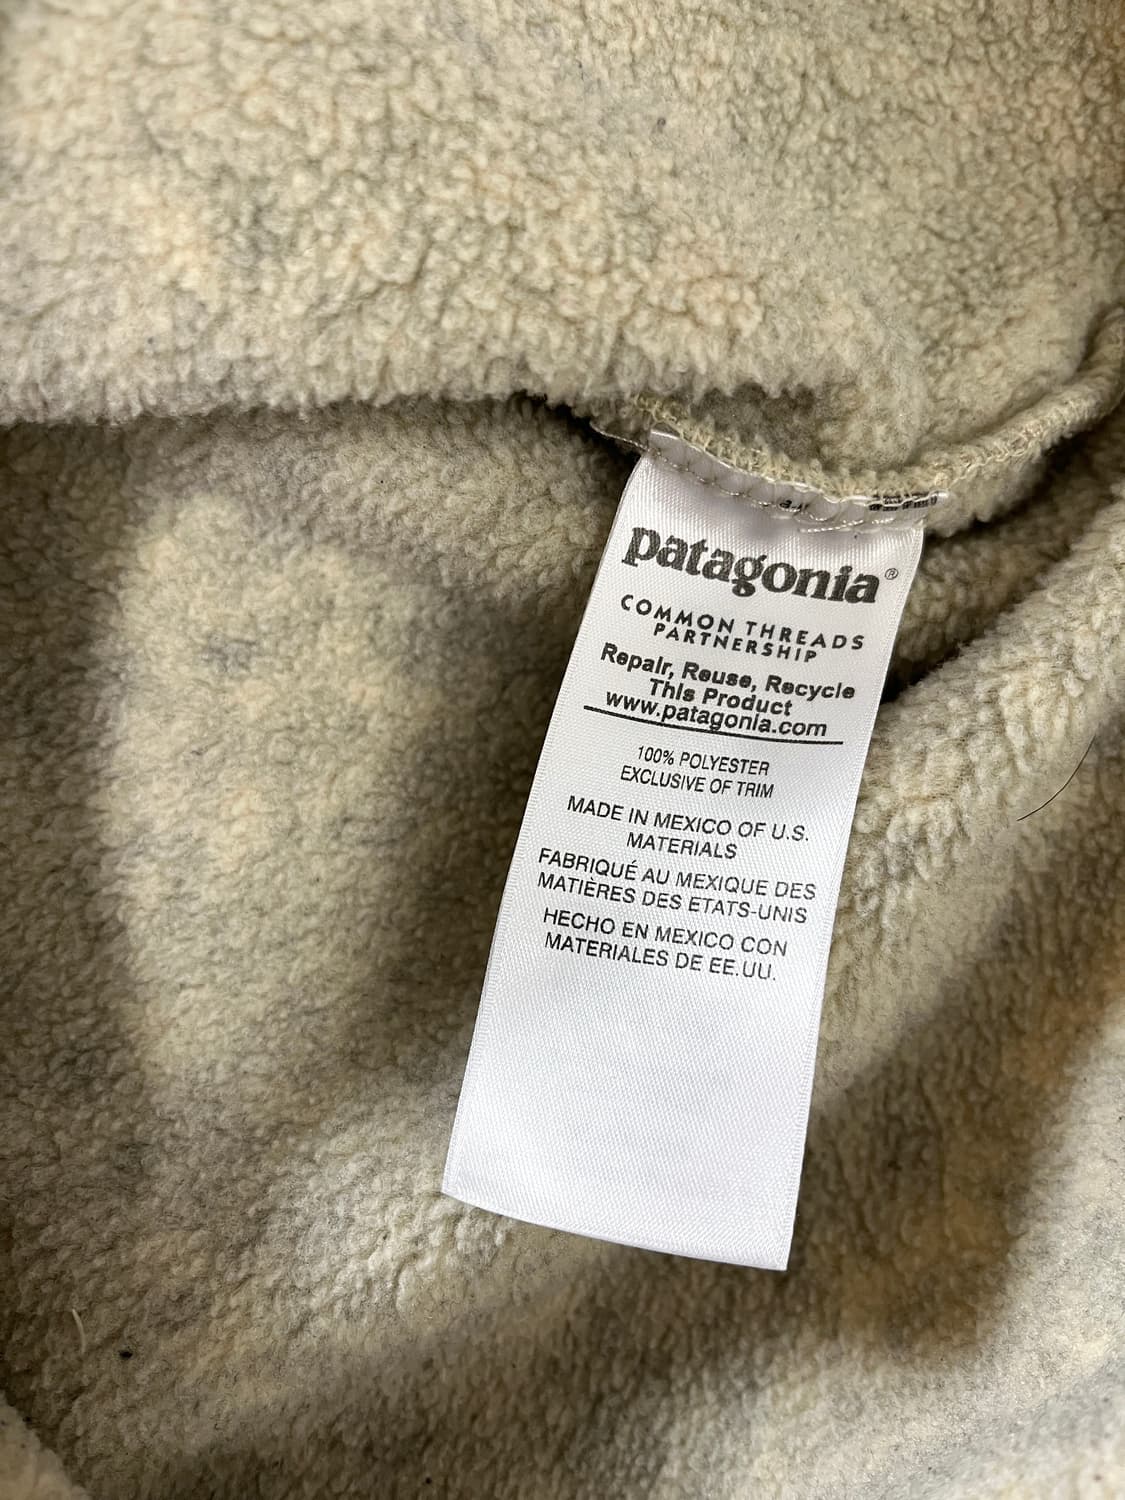 patagonia®
COMMON THREADS
PARTNERSHIP
Repair, Reuse, Recycle
This Product
www.patagonia.com
100% POLYESTER
EXCLUSIVE OF TRIM
MADE IN MEXICO OF U.S.
MATERIALS
FABRIQUÉ AU MEXIQUE DES
MATIÈRES DES ETATS-UNIS
HECHO EN MEXICO CON
MATERIALES DE EE.UU.